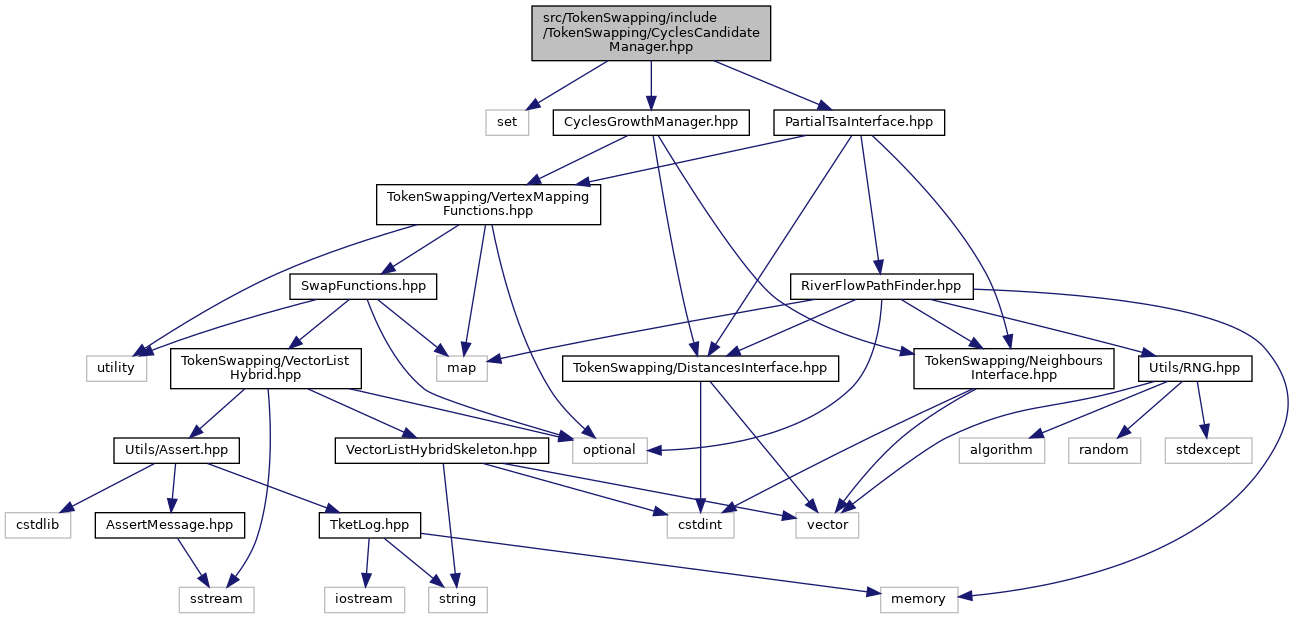 src/TokenSwapping/include
/TokenSwapping/CyclesCandidate
Manager.hpp
set
CyclesGrowthManager.hpp
PartialTsaInterface.hpp
TokenSwapping/VertexMapping
Functions.hpp
SwapFunctions.hpp
RiverFlowPathFinder.hpp
utility
TokenSwapping/VectorList
Hybrid.hpp
map
TokenSwapping/DistancesInterface.hpp
TokenSwapping/Neighbours
Interface.hpp
Utils/RNG.hpp
Utils/Assert.hpp
VectorListHybridSkeleton.hpp
optional
algorithm
random
stdexcept
cstdlib
AssertMessage.hpp
TketLog.hpp
cstdint
vector
sstream
iostream
string
memory